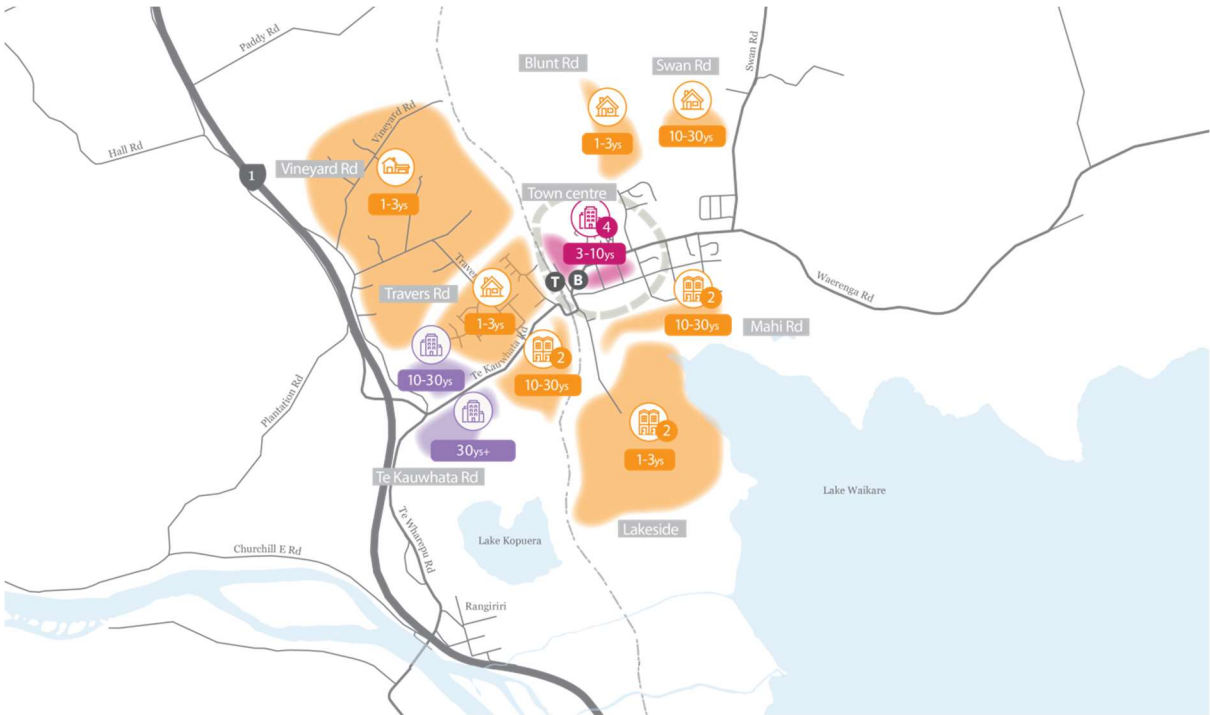 Paddy Rd
Blunt Rd
Swan Rd
Swan Rd
Hall Rd
Vineyard Rd
1-3ys
10-30ys
Vineyard Rd
1
1-3ys
Town centre
4
3-10ys
T
B
Travers Rd
Travers
1-3ys
2
10-30ys
Waerenga Rd
Mahi Rd
Te Kauwhata Rd
10-30ys
2
10-30ys
Plantarion Rd
30ys+
2
1-3ys
Te Kauwhata Rd
Lake Waikare
Lakeside
Te Wharepu Rd
Lake Kopuera
Churchill E Rd
Rangiriri